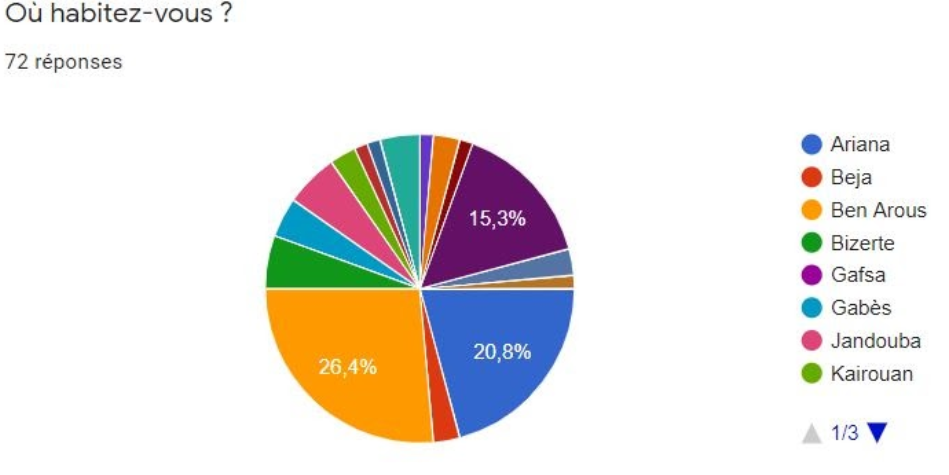 Où habitez-vous ?
72 réponses
15,3%
20,8%
26,4%
Ariana
Beja
Ben Arous
Bizerte
Gafsa
Gabès
Jandouba
Kairouan
1/3